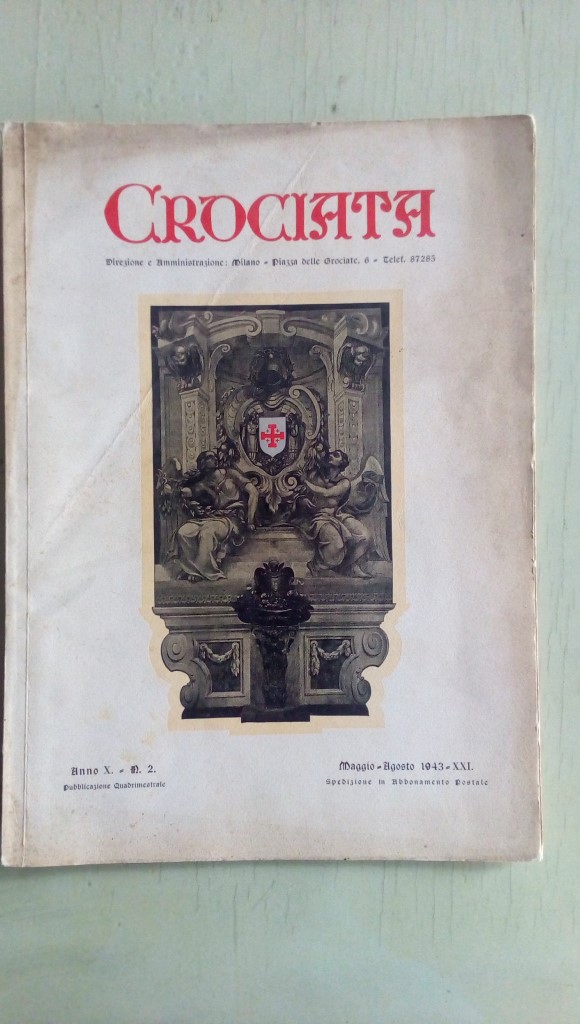 CROCIATA
Direzione e Amministrazione: Milano - Piazza delle Crociate, 6 - Telef. 87285
Anno X. - N. 2.
Pubblicazione Quadrimestrale
Maggio - Agosto 1943 - XXI.
Spedizione in Abbonamento Postale